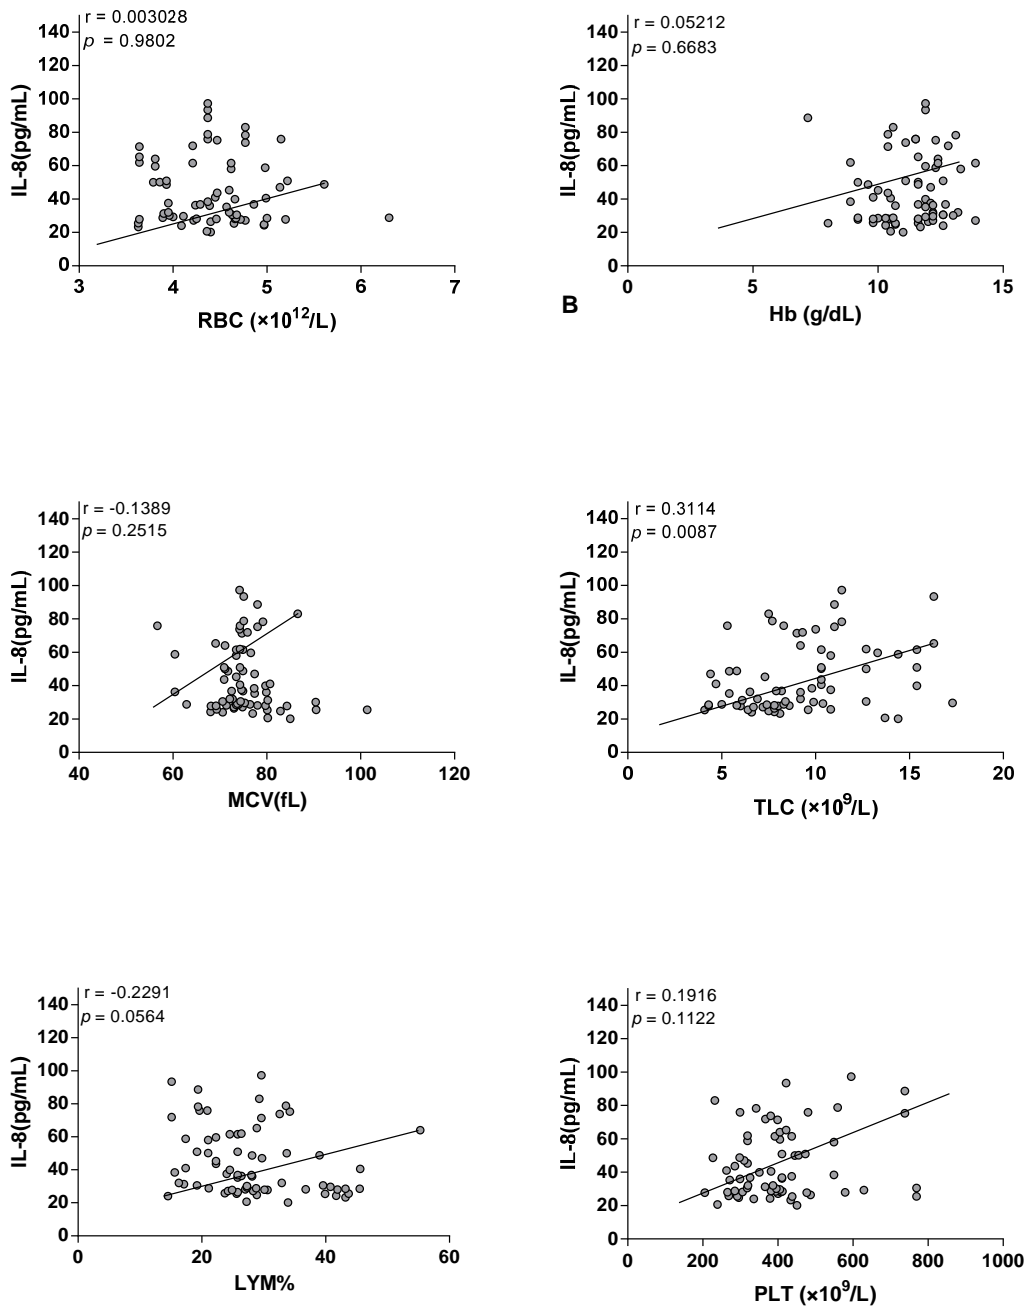 r = 0.003028
p = 0.9802
IL-8(pg/mL)
140
120
100
80
60
40
20
0
3 4 5 6 7
RBC (×10^12/L)
r = 0.05212
p = 0.6683
IL-8(pg/mL)
140
120
100
80
60
40
20
0
0 5 10 15
B
Hb (g/dL)
r = -0.1389
p = 0.2515
IL-8(pg/mL)
140
120
100
80
60
40
20
0
40 60 80 100 120
MCV(fL)
r = 0.3114
p = 0.0087
IL-8(pg/mL)
140
120
100
80
60
40
20
0
0 5 10 15 20
TLC (×10^9/L)
r = -0.2291
p = 0.0564
IL-8(pg/mL)
140
120
100
80
60
40
20
0
0 20 40 60
LYM%
r = 0.1916
p = 0.1122
IL-8(pg/mL)
140
120
100
80
60
40
20
0
0 200 400 600 800 1000
PLT (×10^9/L)